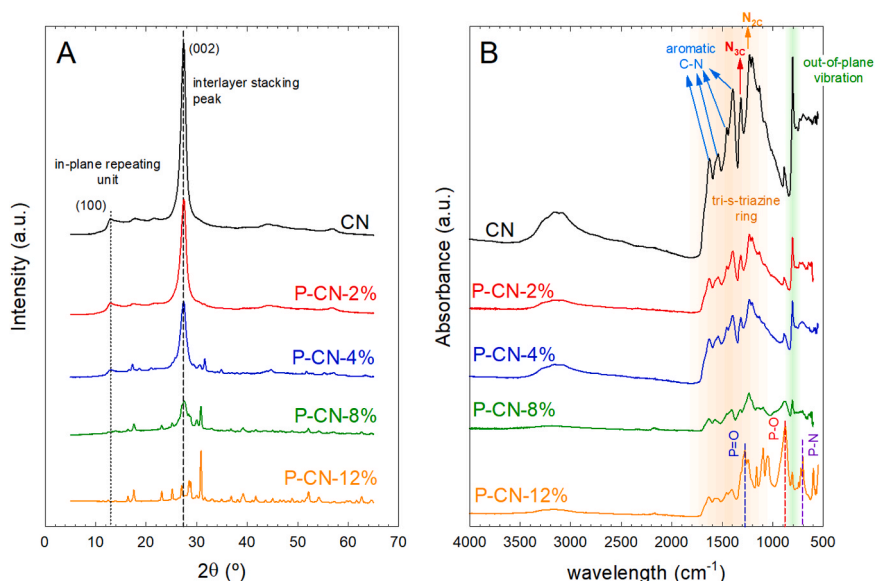 A
(002)
interlayer stacking
peak
in-plane repeating
unit
(100)
CN
P-CN-2%
P-CN-4%
P-CN-8%
P-CN-12%
Intensity (a.u.)
0 10 20 30 40 50 60 70
2θ (º)
B
N2C
N3C
aromatic
C-N
out-of-plane
vibration
tri-s-triazine
ring
CN
P-CN-2%
P-CN-4%
P-CN-8%
P-CN-12%
P=O
P-O
P-N
Absorbance (a.u.)
4000 3500 3000 2500 2000 1500 1000 500
wavelength (cm-1)